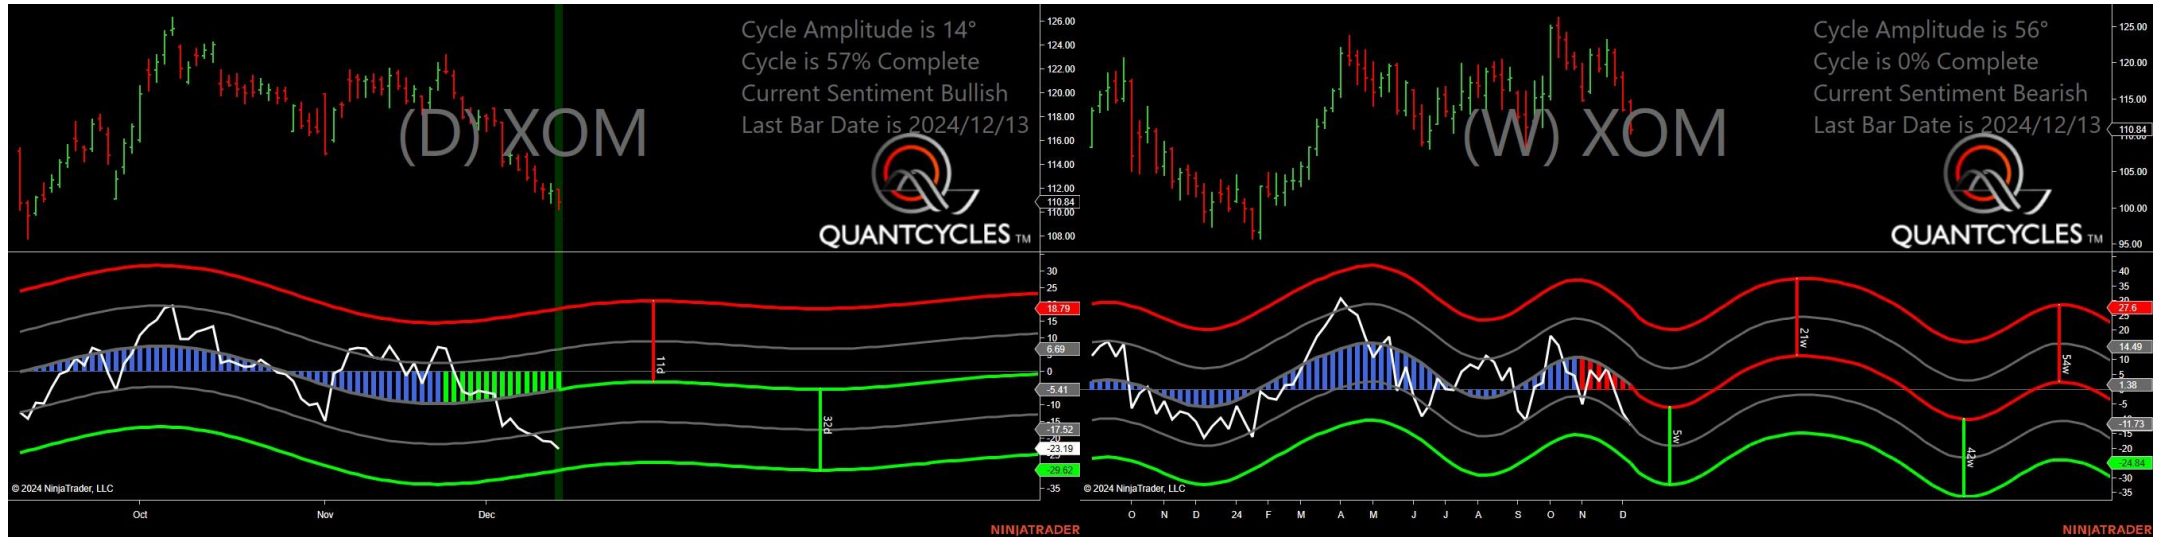 Cycle Amplitude is 14°
Cycle is 57% Complete
Current Sentiment Bullish
Last Bar Date is 2024/12/13
(D) XOM
QUANTCYCLES TM
126.00
124.00
122.00
120.00
118.00
116.00
114.00
112.00
110.84
110.00
108.00
30
18.79
15
10
6.69
0
-5.41
-10
-17.52
-23.19
-29.62
-35
11d
32d
© 2024 NinjaTrader, LLC
Oct Nov Dec
NINJATRADER
Cycle Amplitude is 56°
Cycle is 0% Complete
Current Sentiment Bearish
Last Bar Date is 2024/12/13
(W) XOM
QUANTCYCLES TM
125.00
120.00
115.00
110.84
105.00
100.00
95.00
40
35
27.6
25
20
14.49
10
5
1.38
-5
-11.73
-15
-20
-24.84
-30
-35
21w
54w
5w
42w
© 2024 NinjaTrader, LLC
O N D 24 F M A M J J A S O N D
NINJATRADER